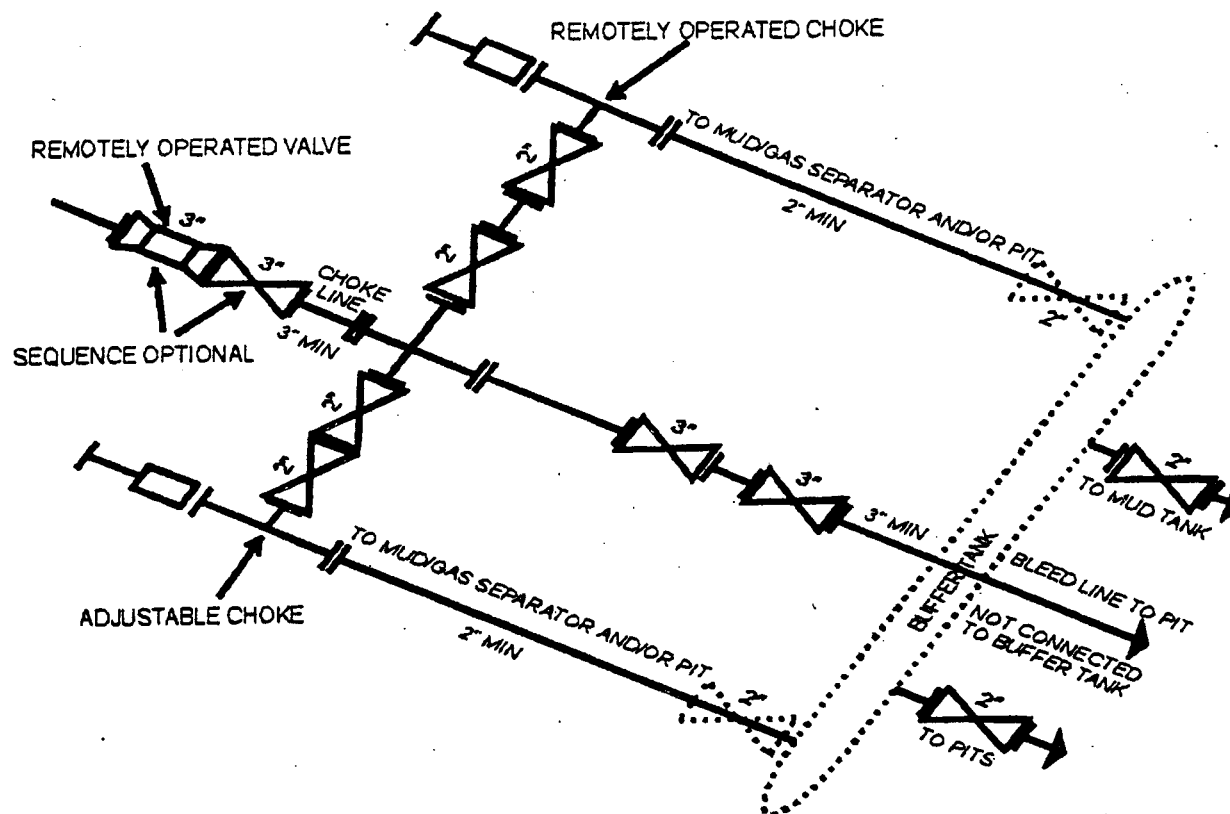 REMOTELY OPERATED CHOKE
REMOTELY OPERATED VALVE
TO MUD/GAS SEPARATOR AND/OR PIT
2" MIN
2"
2"
3"
3"
CHOKE
LINE
3" MIN
SEQUENCE OPTIONAL
2"
2"
2"
3"
3"
3" MIN
2"
TO MUD TANK
BUFFER TANK
BLEED LINE TO PIT
NOT CONNECTED
TO BUFFER TANK
ADJUSTABLE CHOKE
TO MUD/GAS SEPARATOR AND/OR PIT
2" MIN
2"
2"
TO PITS